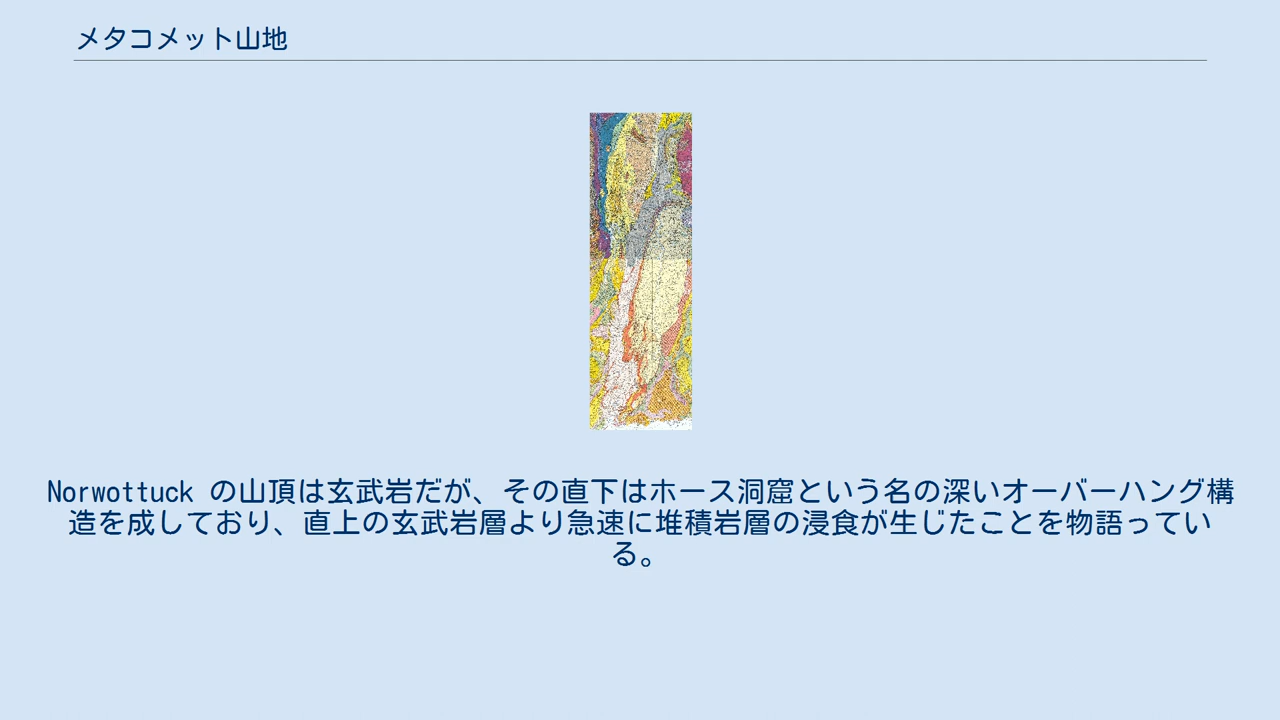 メタコメット山地
Norwottuck の山頂は玄武岩だが、その直下はホース洞窟という名の深いオーバーハング構
造を成しており、直上の玄武岩層より急速に堆積岩層の浸食が生じたことを物語ってい
る。